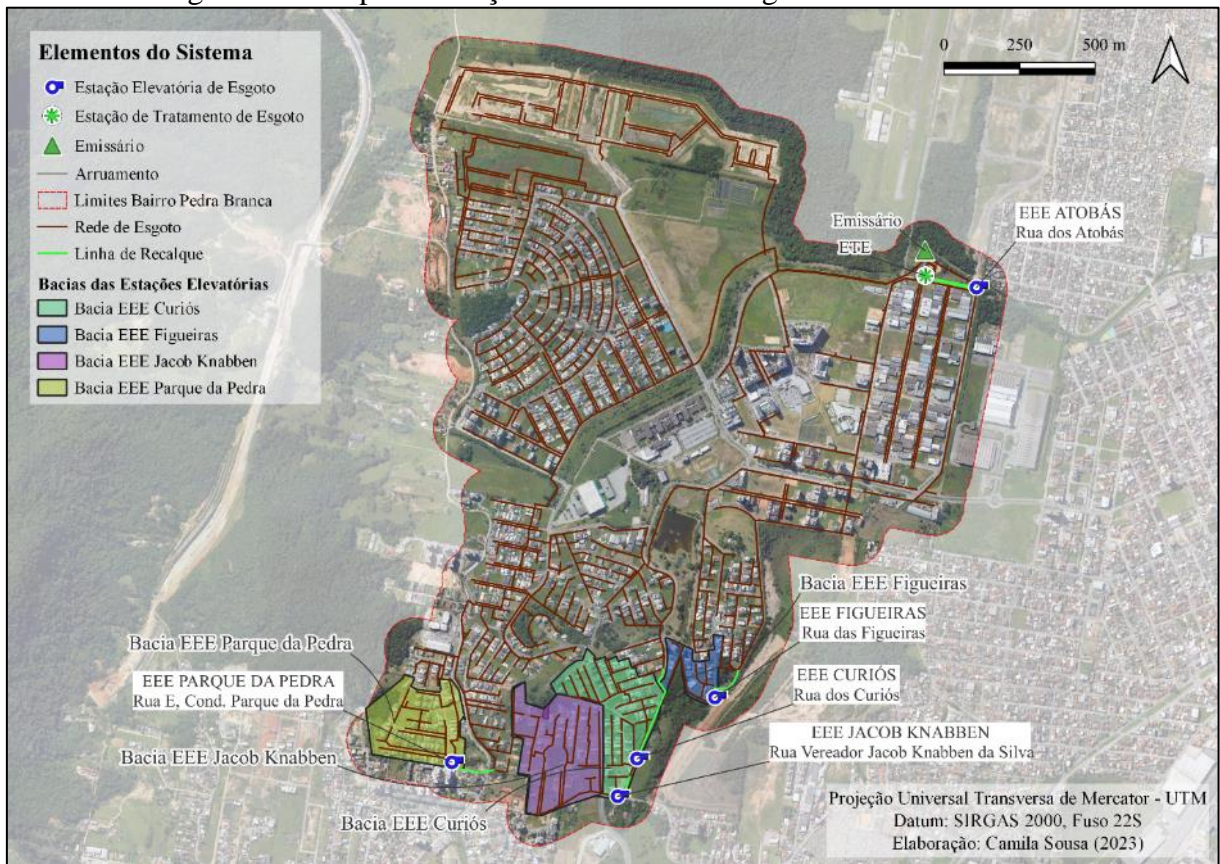 Elementos do Sistema
Estação Elevatória de Esgoto
Estação de Tratamento de Esgoto
Emissário
Arruamento
Limites Bairro Pedra Branca
Rede de Esgoto
Linha de Recalque
Bacias das Estações Elevatórias
Bacia EEE Curiós
Bacia EEE Figueiras
Bacia EEE Jacob Knabben
Bacia EEE Parque da Pedra
0 250 500 m
Emissário
ETE
EEE ATOBÁS
Rua dos Atobás
Bacia EEE Figueiras
EEE FIGUEIRAS
Rua das Figueiras
Bacia EEE Parque da Pedra
EEE PARQUE DA PEDRA
Rua E, Cond. Parque da Pedra
EEE CURIÓS
Rua dos Curiós
EEE JACOB KNABBEN
Rua Vereador Jacob Knabben da Silva
Bacia EEE Jacob Knabben
Bacia EEE Curiós
Projeção Universal Transversa de Mercator - UTM
Datum: SIRGAS 2000, Fuso 22S
Elaboração: Camila Sousa (2023)